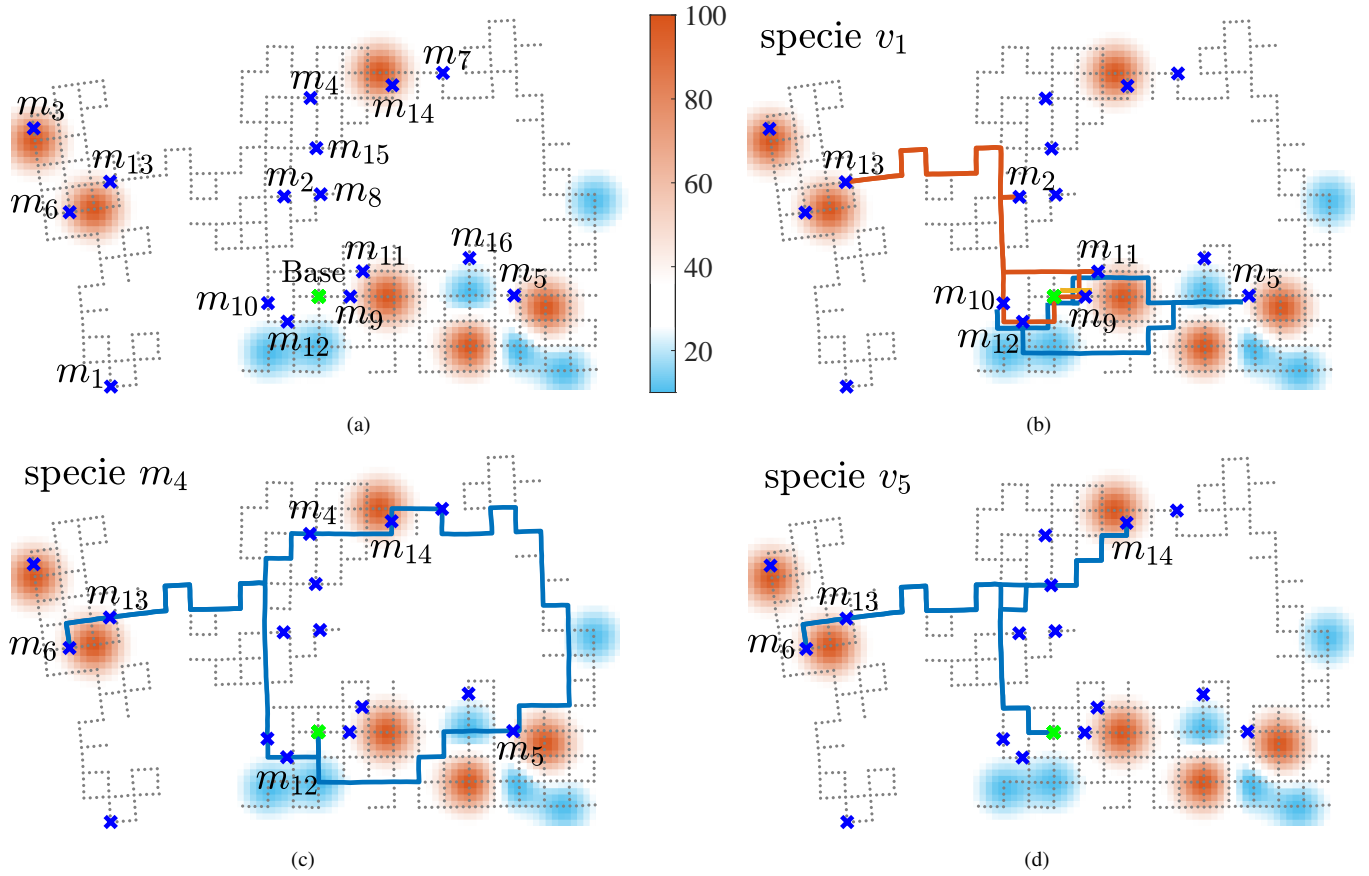 m₇
m₄
m₁₄
m₃
m₁₃
m₁₅
m₂
m₈
m₆
m₁₆
m₁₁
m₅
Base
m₁₀
m₉
m₁₂
m₁
(a)
100
80
60
40
20
specie v₁
m₁₃
m₂
m₁₁
m₅
m₁₀
m₉
m₁₂
(b)
specie m₄
m₄
m₁₄
m₁₃
m₆
m₅
m₁₂
(c)
specie v₅
m₁₄
m₁₃
m₆
(d)